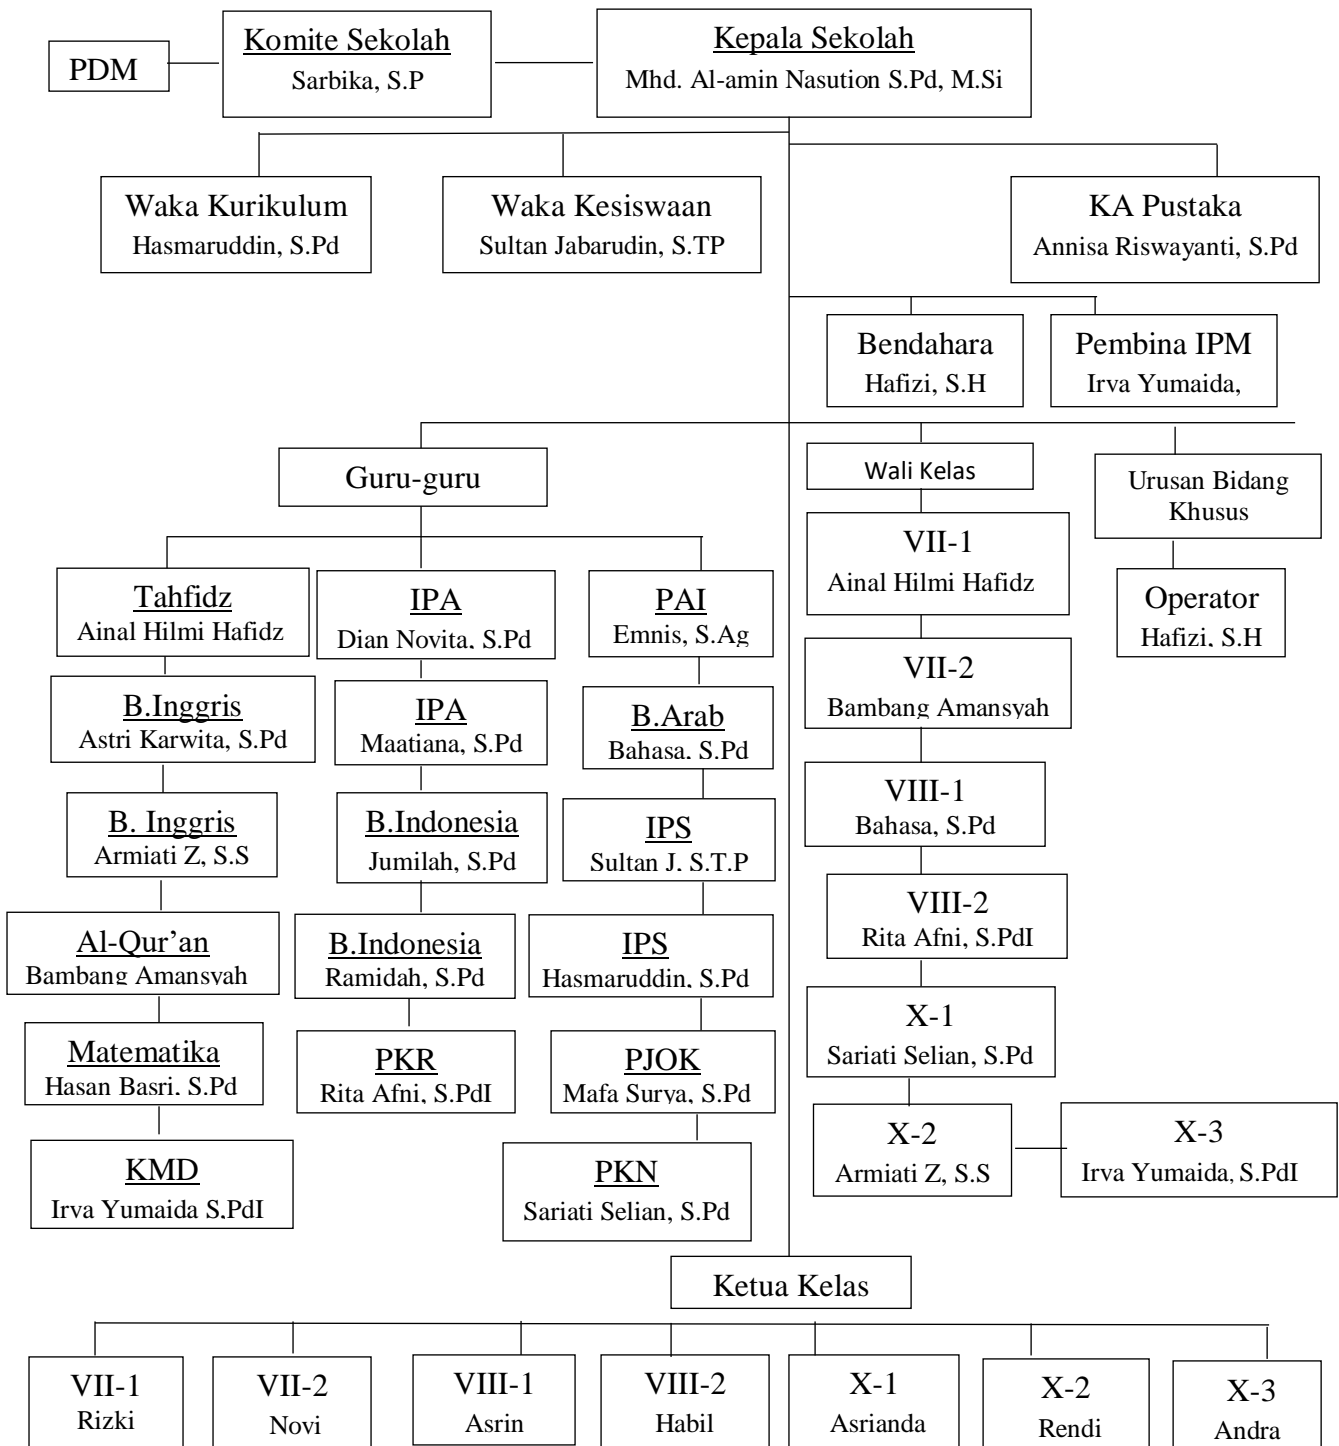 PDM
Komite Sekolah
Sarbika, S.P
Kepala Sekolah
Mhd. Al-amin Nasution S.Pd, M.Si
Waka Kurikulum
Hasmaruddin, S.Pd
Waka Kesiswaan
Sultan Jabarudin, S.TP
KA Pustaka
Annisa Riswayanti, S.Pd
Bendahara
Hafizi, S.H
Pembina IPM
Irva Yumaida,
Guru-guru
Wali Kelas
Urusan Bidang
Khusus
Tahfidz
Ainal Hilmi Hafidz
B.Inggris
Astri Karwita, S.Pd
B. Inggris
Armiati Z, S.S
Al-Qur’an
Bambang Amansyah
Matematika
Hasan Basri, S.Pd
KMD
Irva Yumaida S.PdI
IPA
Dian Novita, S.Pd
IPA
Maatiana, S.Pd
B.Indonesia
Jumilah, S.Pd
B.Indonesia
Ramidah, S.Pd
PKR
Rita Afni, S.PdI
PAI
Emnis, S.Ag
B.Arab
Bahasa, S.Pd
IPS
Sultan J, S.T.P
IPS
Hasmaruddin, S.Pd
PJOK
Mafa Surya, S.Pd
PKN
Sariati Selian, S.Pd
VII-1
Ainal Hilmi Hafidz
VII-2
Bambang Amansyah
VIII-1
Bahasa, S.Pd
VIII-2
Rita Afni, S.PdI
X-1
Sariati Selian, S.Pd
X-2
Armiati Z, S.S
X-3
Irva Yumaida, S.PdI
Operator
Hafizi, S.H
Ketua Kelas
VII-1
Rizki
VII-2
Novi
VIII-1
Asrin
VIII-2
Habil
X-1
Asrianda
X-2
Rendi
X-3
Andra